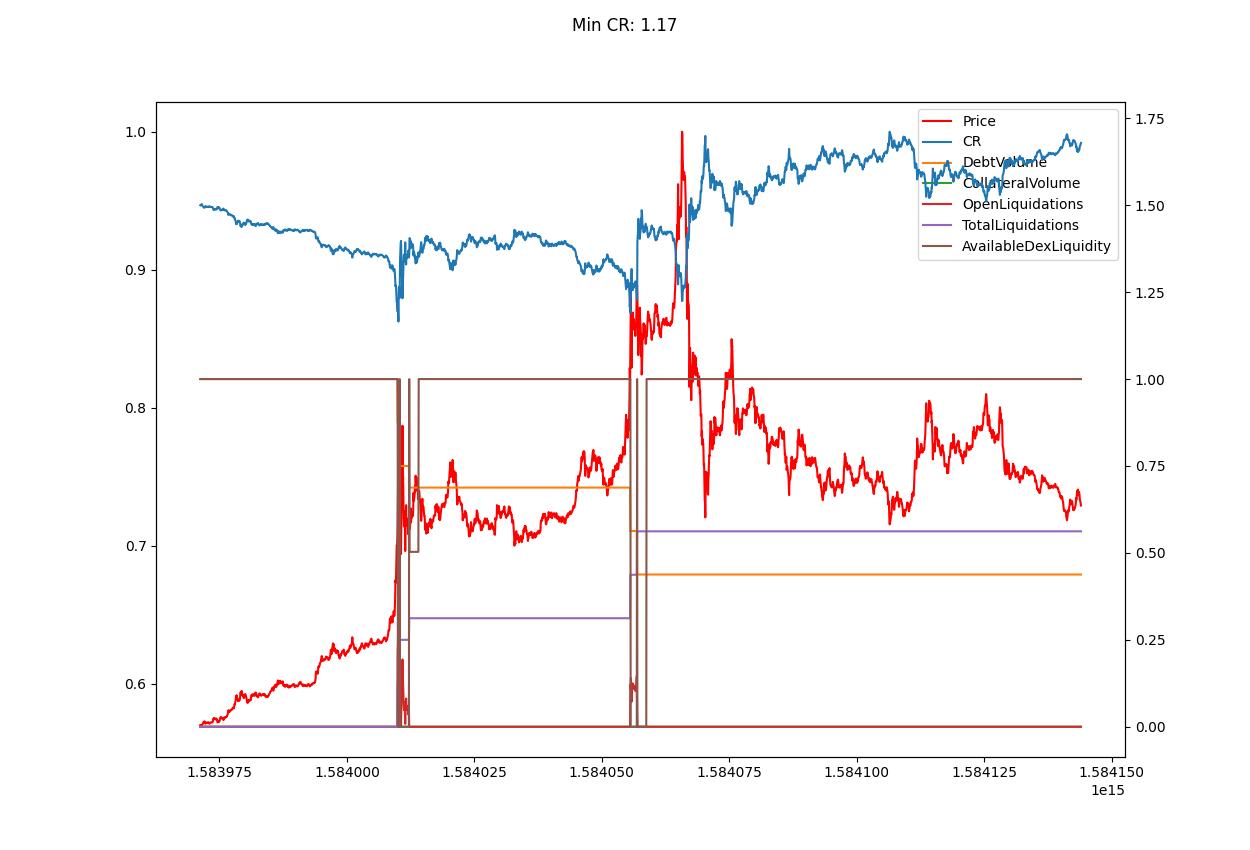 Min CR: 1.17
1.0
0.9
0.8
0.7
0.6
1.75
1.50
1.25
1.00
0.75
0.50
0.25
0.00
Price
CR
DebtVolume
CollateralVolume
OpenLiquidations
TotalLiquidations
AvailableDexLiquidity
1.583975 1.584000 1.584025 1.584050 1.584075 1.584100 1.584125 1.584150
1e15